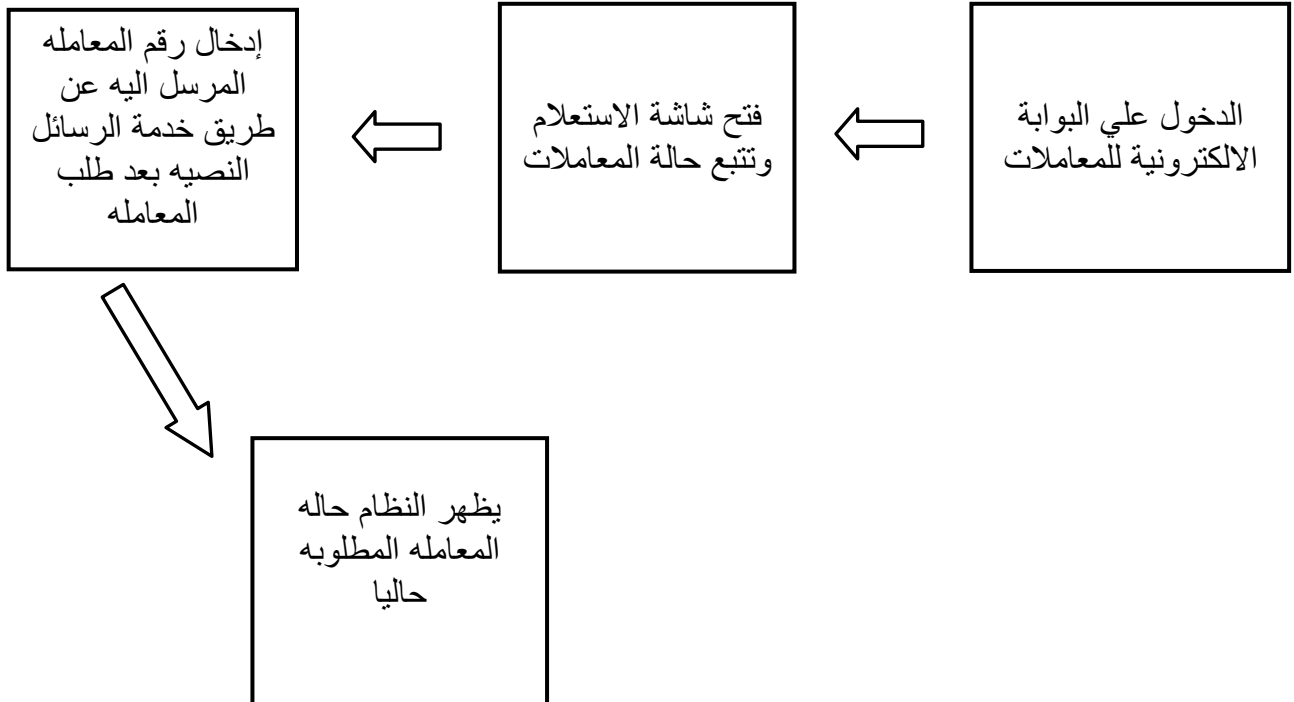 الدخول علي البوابة
الالكترونية للمعاملات
فتح شاشة الاستعلام
وتتبع حالة المعاملات
إدخال رقم المعامله
المرسل اليه عن
طريق خدمة الرسائل
النصيه بعد طلب
المعامله
يظهر النظام حاله
المعامله المطلوبه
حاليا